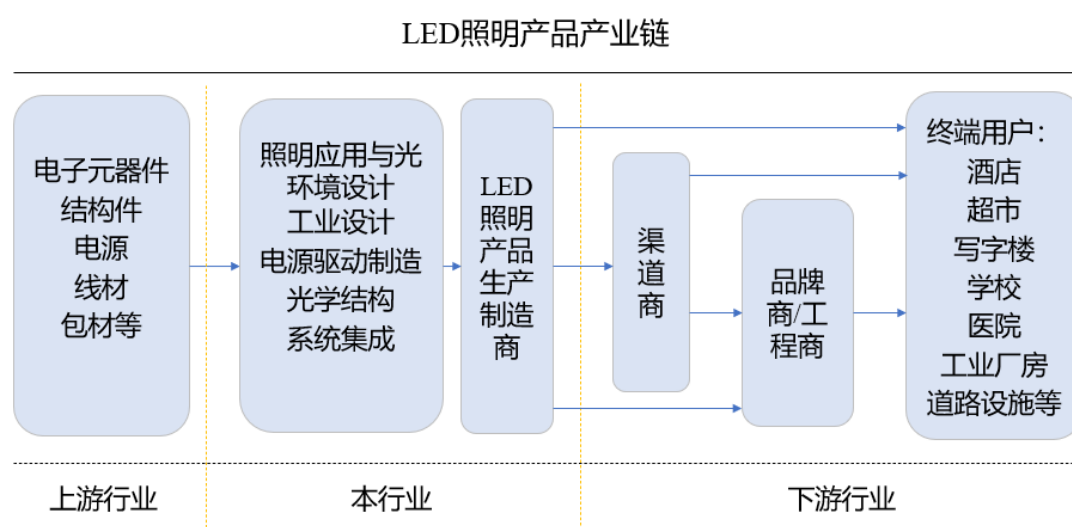 LED照明产品产业链
电子元器件
结构件
电源
线材
包材等
照明应用与光
环境设计
工业设计
电源驱动制造
光学结构
系统集成
LED
照明
产品
生产
制造
商
渠
道
商
品牌
商/工
程商
终端用户：
酒店
超市
写字楼
学校
医院
工业厂房
道路设施等
上游行业
本行业
下游行业